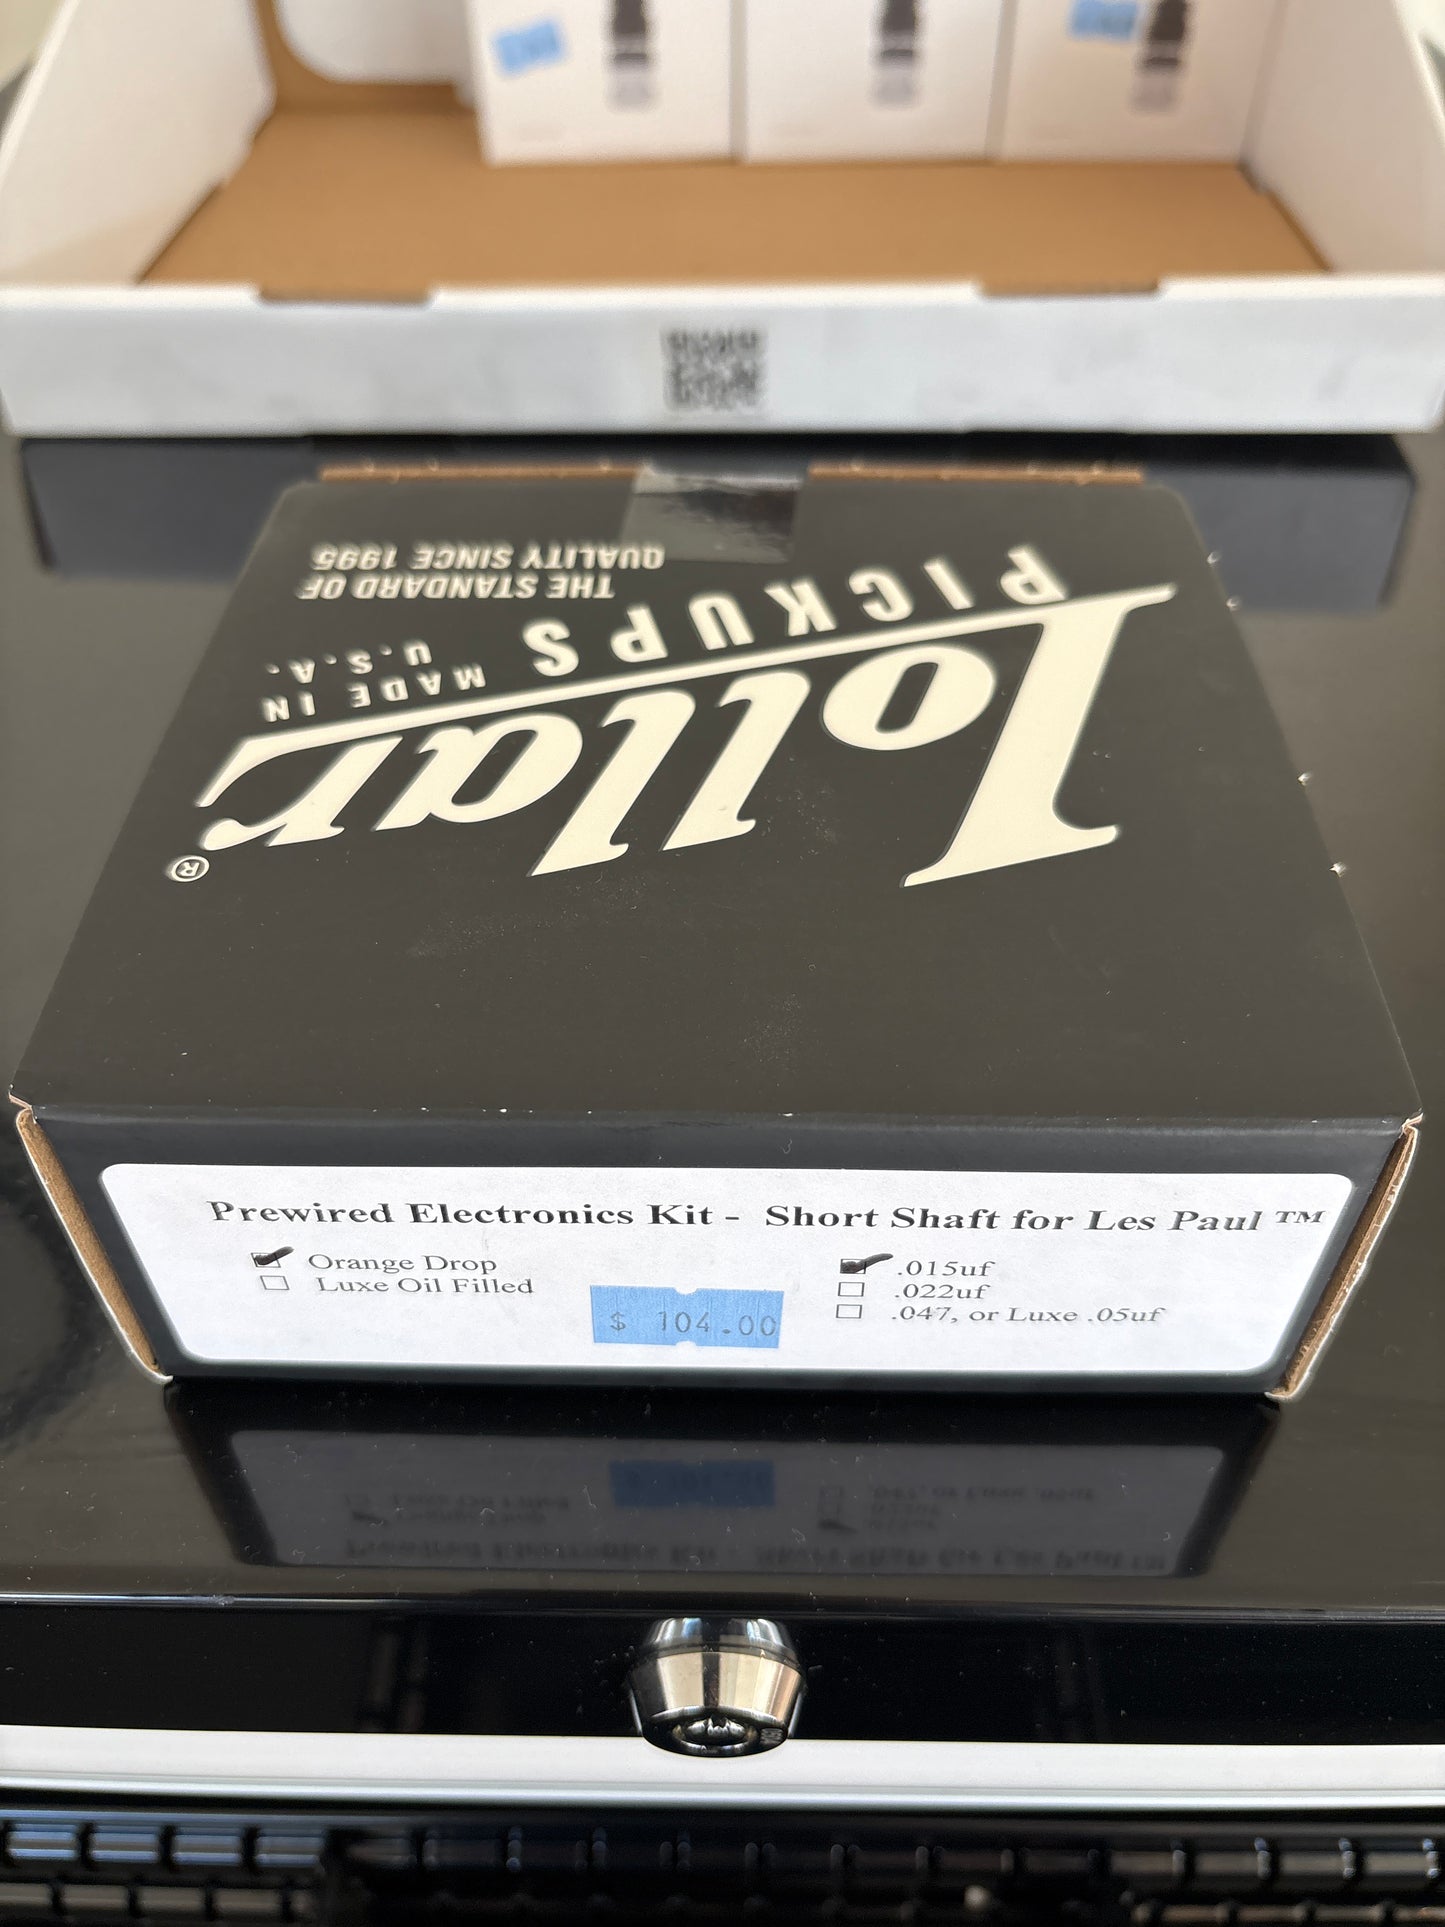 Lollar®
PICKUPS
MADE IN
U.S.A.
THE STANDARD OF
QUALITY SINCE 1995
Prewired Electronics Kit - Short Shaft for Les Paul ™
Orange Drop
Luxe Oil Filled
.015uf
.022uf
.047, or Luxe .05uf
$ 104.00